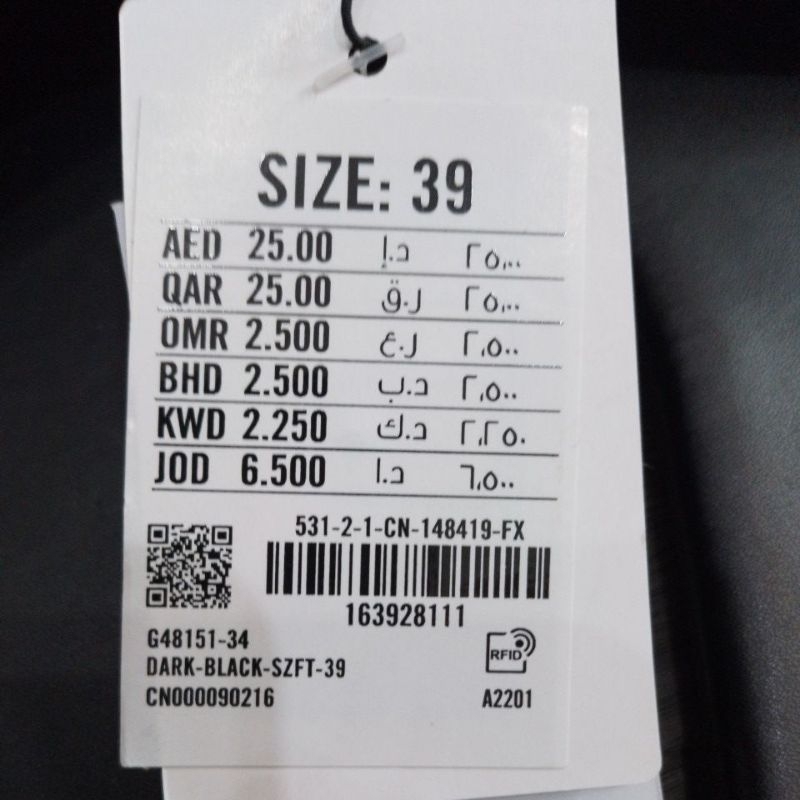 SIZE: 39
AED 25.00 د.إ ٢٥,٠٠
QAR 25.00 ر.ق ٢٥,٠٠
OMR 2.500 ر.ع ٢,٥٠٠
BHD 2.500 د.ب ٢,٥٠٠
KWD 2.250 د.ك ٢,٢٥٠
JOD 6.500 د.ا ٦,٥٠٠
531-2-1-CN-148419-FX
163928111
G48151-34
DARK-BLACK-SZFT-39
CN000090216
RFID
A2201